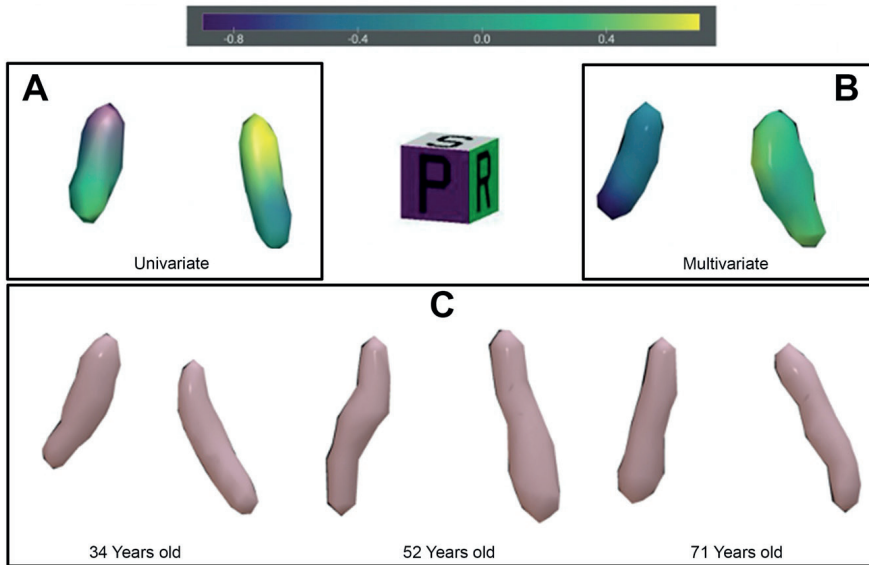 -0.8 -0.4 0.0 0.4
A
B
S
P R
Univariate
Multivariate
C
34 Years old 52 Years old 71 Years old